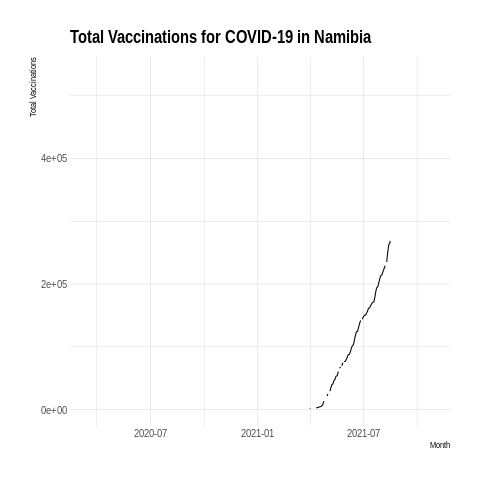 Total Vaccinations for COVID-19 in Namibia
Total Vaccinations
4e+05
2e+05
0e+00
2020-07 2021-01 2021-07
Month